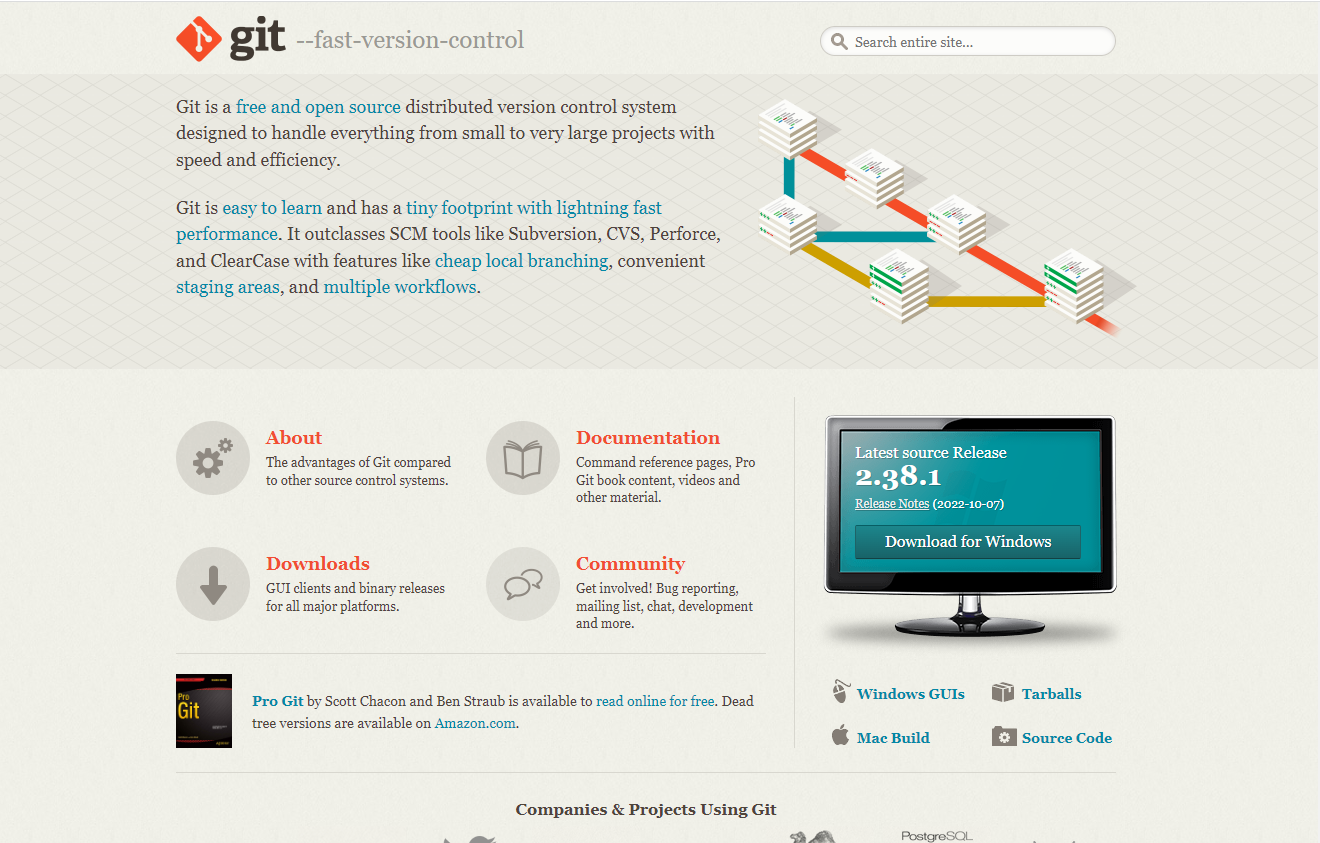 git --fast-version-control
Search entire site...
Git is a free and open source distributed version control system
designed to handle everything from small to very large projects with
speed and efficiency.
Git is easy to learn and has a tiny footprint with lightning fast
performance. It outclasses SCM tools like Subversion, CVS, Perforce,
and ClearCase with features like cheap local branching, convenient
staging areas, and multiple workflows.
About
The advantages of Git compared
to other source control systems.
Documentation
Command reference pages, Pro
Git book content, videos and
other material.
Downloads
GUI clients and binary releases
for all major platforms.
Community
Get involved! Bug reporting,
mailing list, chat, development
and more.
Pro
Git
Pro Git by Scott Chacon and Ben Straub is available to read online for free. Dead
tree versions are available on Amazon.com.
Latest source Release
2.38.1
Release Notes (2022-10-07)
Download for Windows
Windows GUIs
Tarballs
Mac Build
Source Code
Companies & Projects Using Git
PostgreSQL